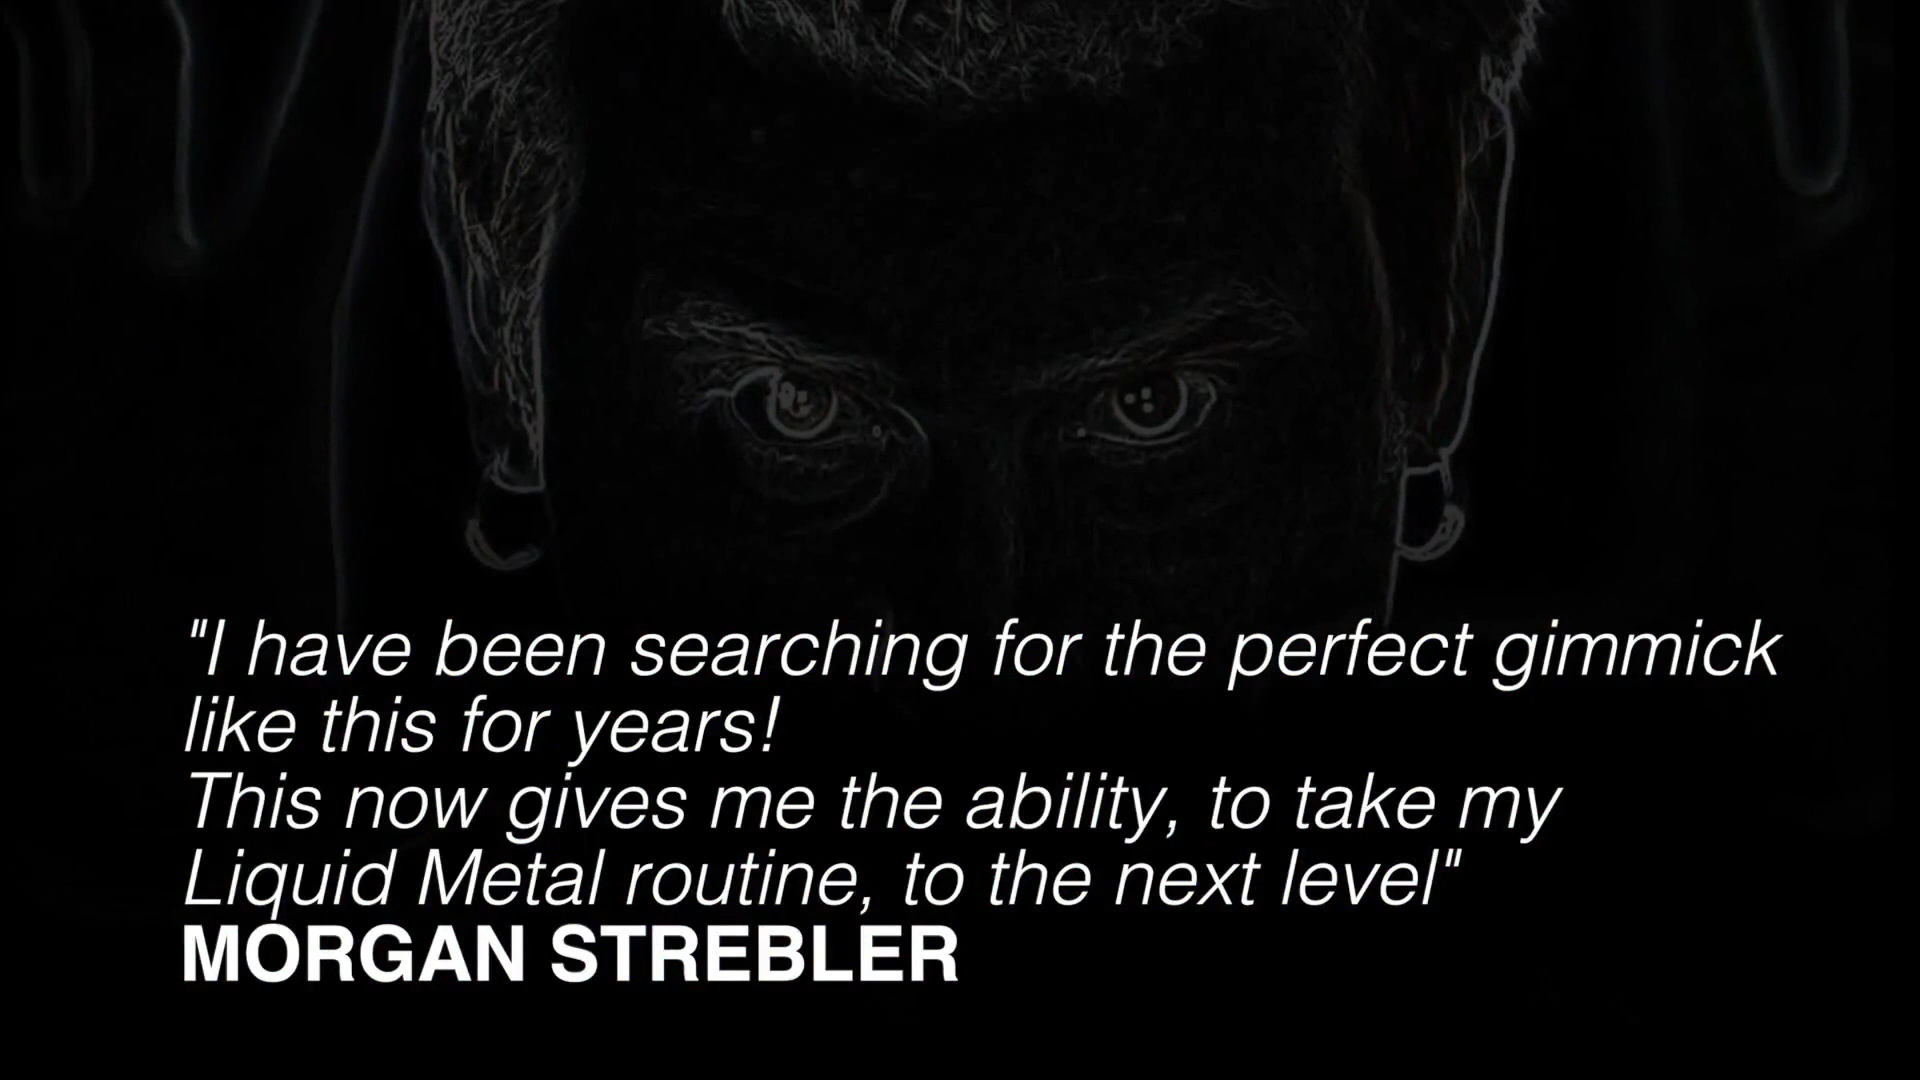 "I have been searching for the perfect gimmick
like this for years!
This now gives me the ability, to take my
Liquid Metal routine, to the next level"
MORGAN STREBLER